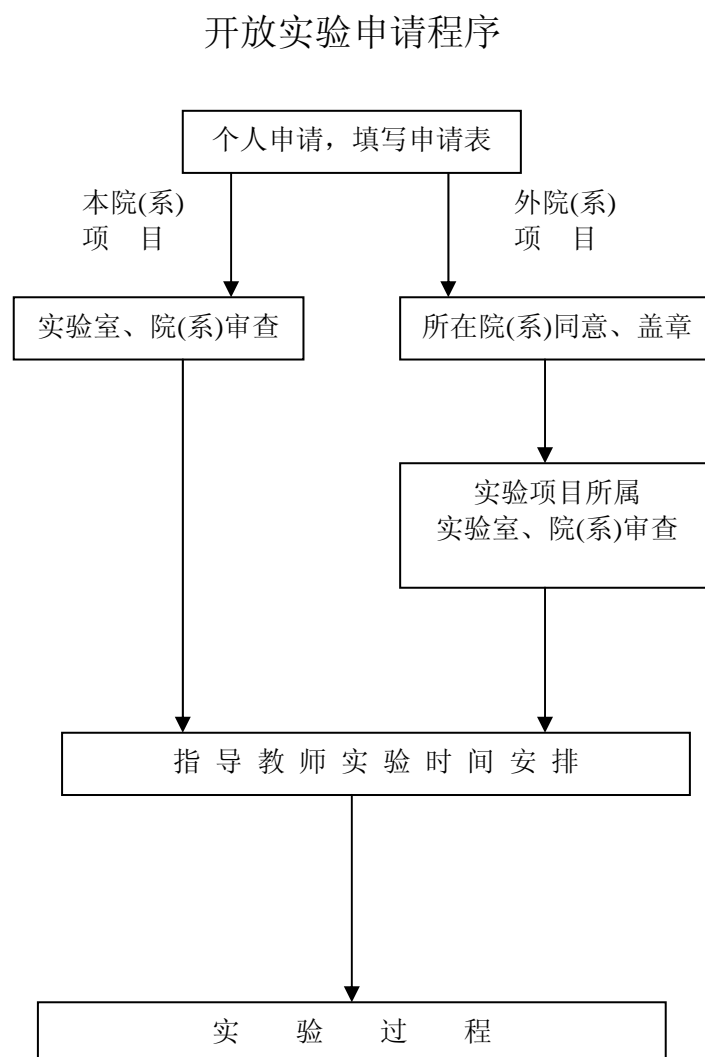 开放实验申请程序
个人申请，填写申请表
本院(系)
项 目
外院(系)
项 目
实验室、院(系)审查
所在院(系)同意、盖章
实验项目所属
实验室、院(系)审查
指 导 教 师 实 验 时 间 安 排
实 验 过 程